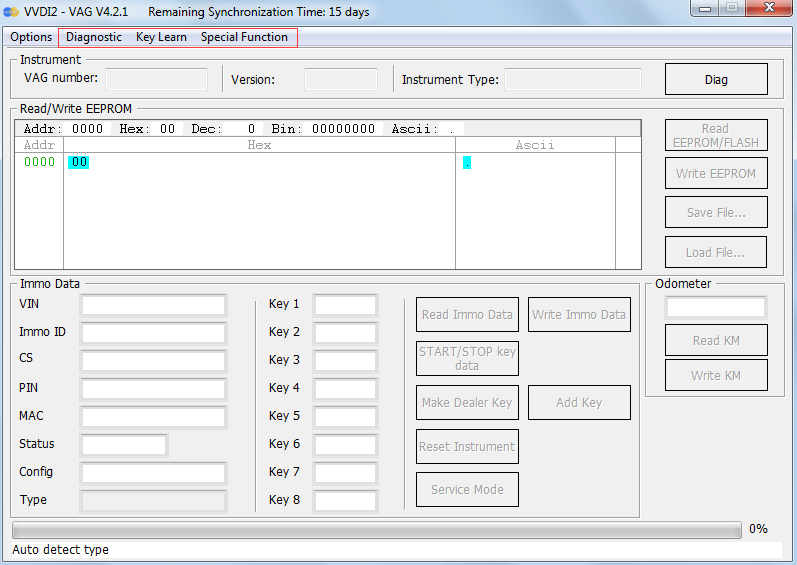 VVDI2 - VAG V4.2.1 Remaining Synchronization Time: 15 days
Options Diagnostic Key Learn Special Function
Instrument
VAG number: Version: Instrument Type: Diag
Read/Write EEPROM
Addr: 0000 Hex: 00 Dec: 0 Bin: 00000000 Ascii: .
Addr Hex Ascii
0000 00 .
Read
EEPROM/FLASH
Write EEPROM
Save File...
Load File...
Immo Data
VIN
Immo ID
CS
PIN
MAC
Status
Config
Type
Key 1
Key 2
Key 3
Key 4
Key 5
Key 6
Key 7
Key 8
Read Immo Data Write Immo Data
START/STOP key
data
Make Dealer Key Add Key
Reset Instrument
Service Mode
Odometer
Read KM
Write KM
0%
Auto detect type